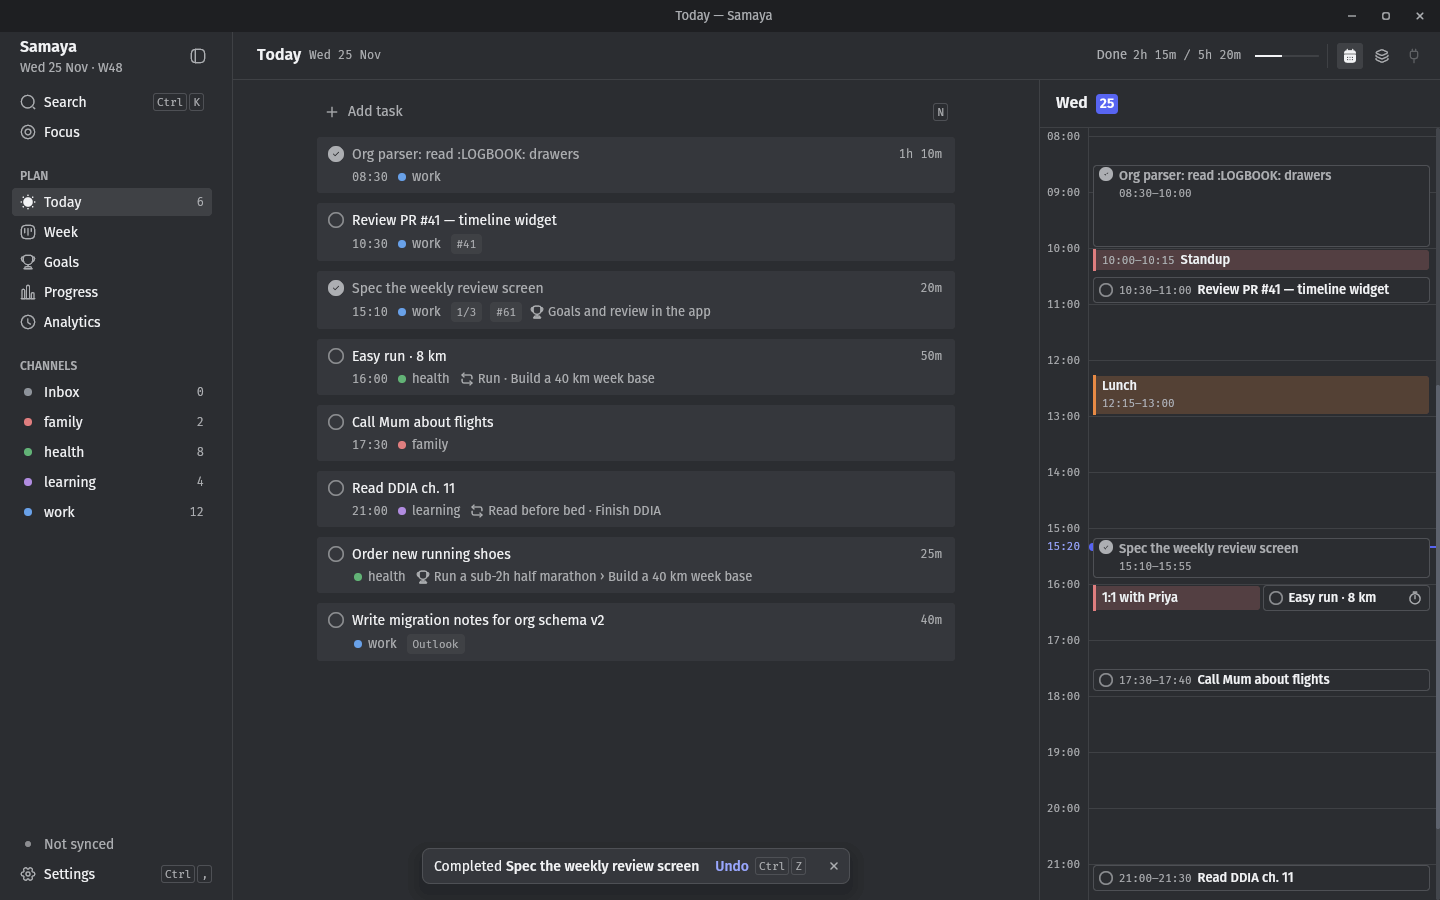 Today — Samaya
Samaya
Wed 25 Nov · W48
Search Ctrl K
Focus
PLAN
Today 6
Week
Goals
Progress
Analytics
CHANNELS
Inbox 0
family 2
health 8
learning 4
work 12
Not synced
Settings Ctrl ,
Today Wed 25 Nov
Done 2h 15m / 5h 20m
Add task N
Org parser: read :LOGBOOK: drawers 1h 10m
08:30 work
Review PR #41 — timeline widget
10:30 work #41
Spec the weekly review screen 20m
15:10 work 1/3 #61 Goals and review in the app
Easy run · 8 km 50m
16:00 health Run · Build a 40 km week base
Call Mum about flights
17:30 family
Read DDIA ch. 11
21:00 learning Read before bed · Finish DDIA
Order new running shoes 25m
health Run a sub-2h half marathon › Build a 40 km week base
Write migration notes for org schema v2 40m
work Outlook
Completed Spec the weekly review screen Undo Ctrl Z
Wed 25
08:00
Org parser: read :LOGBOOK: drawers
09:00 08:30–10:00
10:00
10:00–10:15 Standup
10:30–11:00 Review PR #41 — timeline widget
11:00
12:00
Lunch
12:15–13:00
13:00
14:00
15:00
15:20 Spec the weekly review screen
15:10–15:55
16:00
1:1 with Priya Easy run · 8 km
17:00
17:30–17:40 Call Mum about flights
18:00
19:00
20:00
21:00
21:00–21:30 Read DDIA ch. 11